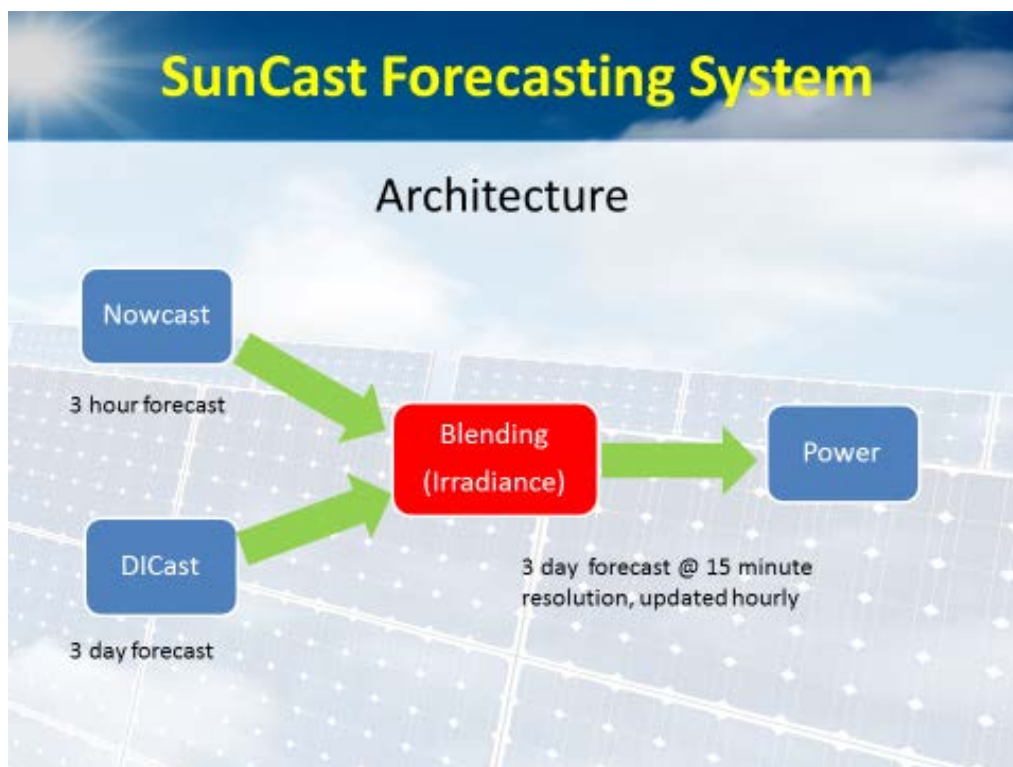 SunCast Forecasting System
Architecture
Nowcast
3 hour forecast
Blending
(Irradiance)
Power
DICast
3 day forecast @ 15 minute
resolution, updated hourly
3 day forecast